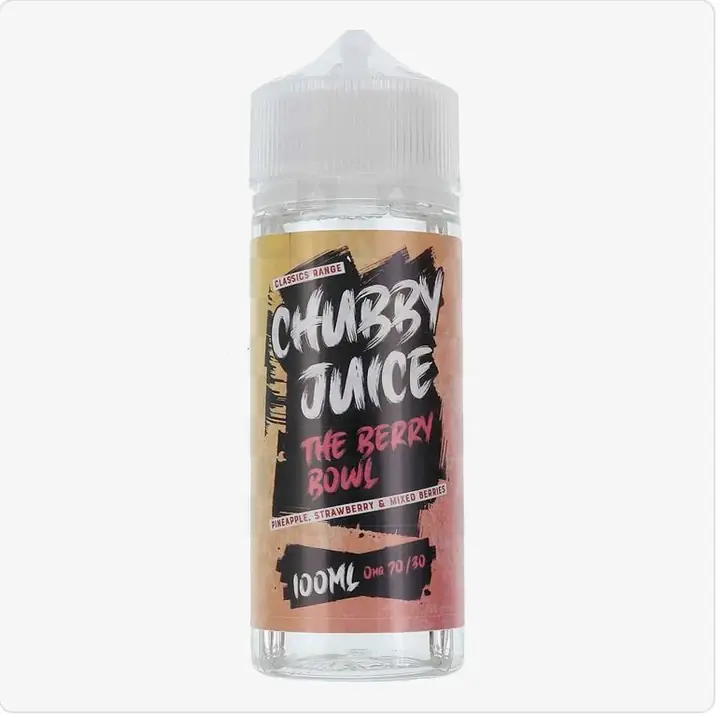 CLASSICS RANGE
CHUBBY
JUICE
THE BERRY
BOWL
PINEAPPLE, STRAWBERRY & MIXED BERRIES
100ML 0MG 70/30